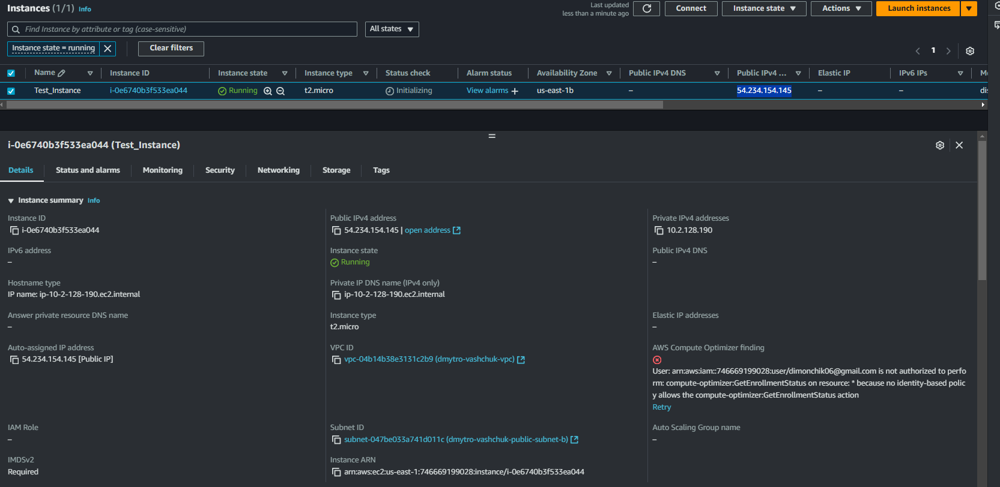 Instances (1/1) Info
Last updated
less than a minute ago
Connect
Instance state
Actions
Launch instances
Find Instance by attribute or tag (case-sensitive)
All states
Instance state = running
Clear filters
1
Name
Instance ID
Instance state
Instance type
Status check
Alarm status
Availability Zone
Public IPv4 DNS
Public IPv4 ...
Elastic IP
IPv6 IPs
Test_Instance
i-0e6740b3f533ea044
Running
t2.micro
Initializing
View alarms +
us-east-1b
–
54.234.154.145
–
–
i-0e6740b3f533ea044 (Test_Instance)
Details
Status and alarms
Monitoring
Security
Networking
Storage
Tags
Instance summary Info
Instance ID
i-0e6740b3f533ea044
Public IPv4 address
54.234.154.145 | open address
Private IPv4 addresses
10.2.128.190
IPv6 address
–
Instance state
Running
Public IPv4 DNS
–
Hostname type
IP name: ip-10-2-128-190.ec2.internal
Private IP DNS name (IPv4 only)
ip-10-2-128-190.ec2.internal
Answer private resource DNS name
–
Instance type
t2.micro
Elastic IP addresses
–
Auto-assigned IP address
54.234.154.145 [Public IP]
VPC ID
vpc-04b14b38e3131c2b9 (dmytro-vashchuk-vpc)
AWS Compute Optimizer finding
User: arn:aws:iam::746669199028:user/dimonchik06@gmail.com is not authorized to perfo
rm: compute-optimizer:GetEnrollmentStatus on resource: * because no identity-based polic
y allows the compute-optimizer:GetEnrollmentStatus action
Retry
IAM Role
–
Subnet ID
subnet-047be033a741d011c (dmytro-vashchuk-public-subnet-b)
Auto Scaling Group name
–
IMDSv2
Required
Instance ARN
arn:aws:ec2:us-east-1:746669199028:instance/i-0e6740b3f533ea044